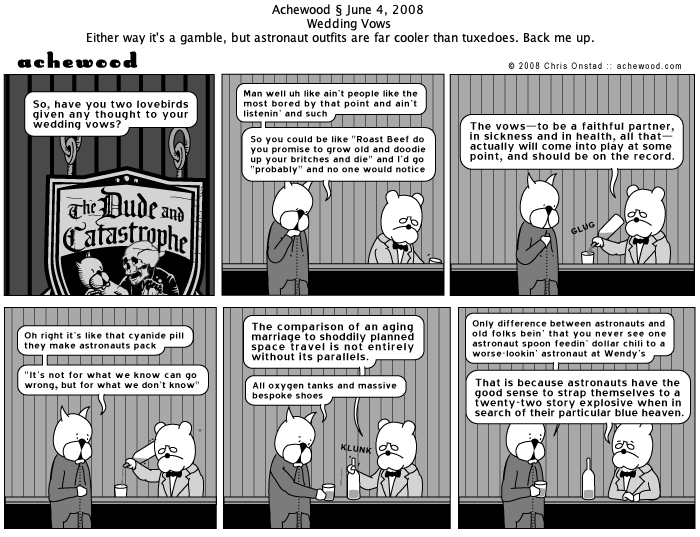 Achewood § June 4, 2008
Wedding Vows
Either way it's a gamble, but astronaut outfits are far cooler than tuxedoes. Back me up.
achewood
© 2008 Chris Onstad :: achewood.com
So, have you two lovebirds
given any thought to your
wedding vows?
The Dude and
Catastrophe
Man well uh like ain't people like the
most bored by that point and ain't
listenin' and such
So you could be like "Roast Beef do
you promise to grow old and doodie
up your britches and die" and I'd go
"probably" and no one would notice
The vows—to be a faithful partner,
in sickness and in health, all that—
actually will come into play at some
point, and should be on the record.
GLUG
Oh right it's like that cyanide pill
they make astronauts pack
"It's not for what we know can go
wrong, but for what we don't know"
The comparison of an aging
marriage to shoddily planned
space travel is not entirely
without its parallels.
All oxygen tanks and massive
bespoke shoes
KLUNK
Only difference between astronauts and
old folks bein' that you never see one
astronaut spoon feedin' dollar chili to a
worse-lookin' astronaut at Wendy's
That is because astronauts have the
good sense to strap themselves to a
twenty-two story explosive when in
search of their particular blue heaven.